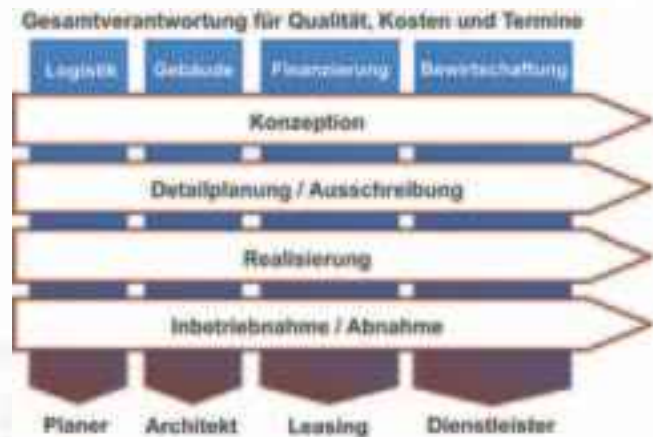 Gesamtverantwortung für Qualität, Kosten und Termine
Logistik Gebäude Finanzierung Bewirtschaftung
Konzeption
Detailplanung / Ausschreibung
Realisierung
Inbetriebnahme / Abnahme
Planer Architekt Leasing Dienstleister